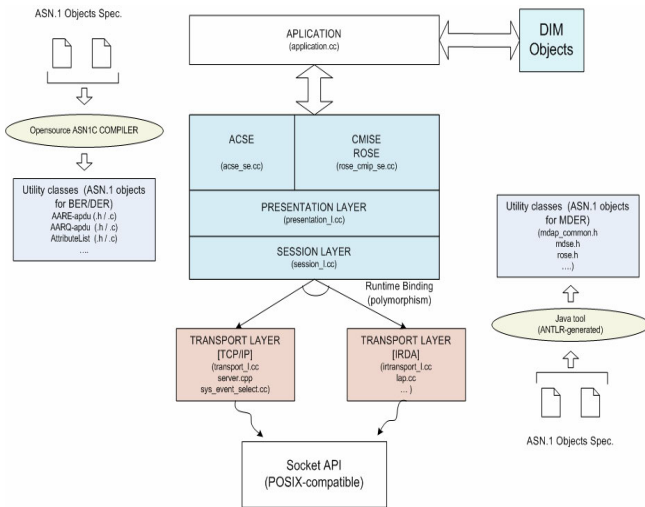 ASN.1 Objects Spec.
Opensource ASN1C COMPILER
Utility classes (ASN.1 objects
for BER/DER)
AARE-apdu (.h / .c)
AARQ-apdu (.h / .c)
AttributeList (.h / .c)
....
APLICATION
(application.cc)
DIM
Objects
ACSE
(acse_se.cc)
CMISE
ROSE
(rose_cmip_se.cc)
PRESENTATION LAYER
(presentation_l.cc)
SESSION LAYER
(session_l.cc)
Runtime Binding
(polymorphism)
TRANSPORT LAYER
[TCP/IP]
(transport_l.cc
server.cpp
sys_event_select.cc)
TRANSPORT LAYER
[IRDA]
(irtransport_l.cc
lap.cc
... )
Socket API
(POSIX-compatible)
Utility classes (ASN.1 objects
for MDER)
(mdap_common.h
mdse.h
rose.h
....)
Java tool
(ANTLR-generated)
ASN.1 Objects Spec.